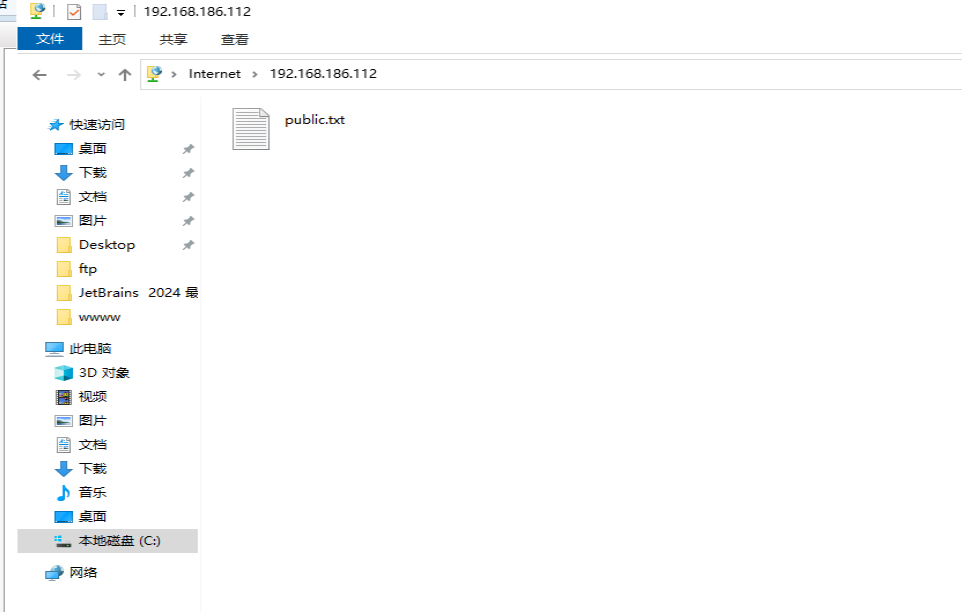 192.168.186.112
文件 主页 共享 查看
Internet 192.168.186.112
public.txt
快速访问
桌面
下载
文档
图片
Desktop
ftp
JetBrains 2024 最
wwww
此电脑
3D 对象
视频
图片
文档
下载
音乐
桌面
本地磁盘 (C:)
网络